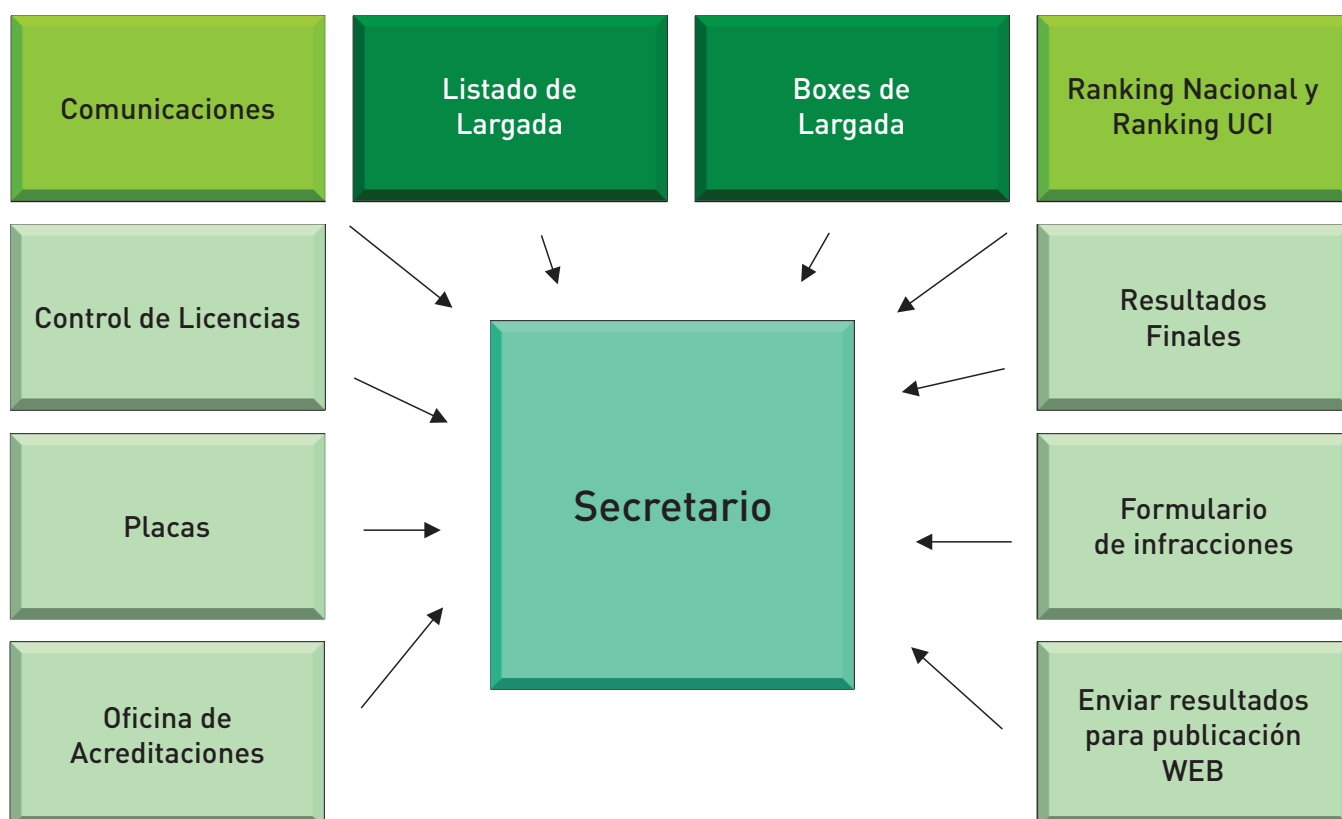 Comunicaciones
Listado de
Largada
Boxes de
Largada
Ranking Nacional y
Ranking UCI
Control de Licencias
Resultados
Finales
Secretario
Placas
Formulario
de infracciones
Oficina de
Acreditaciones
Enviar resultados
para publicación
WEB